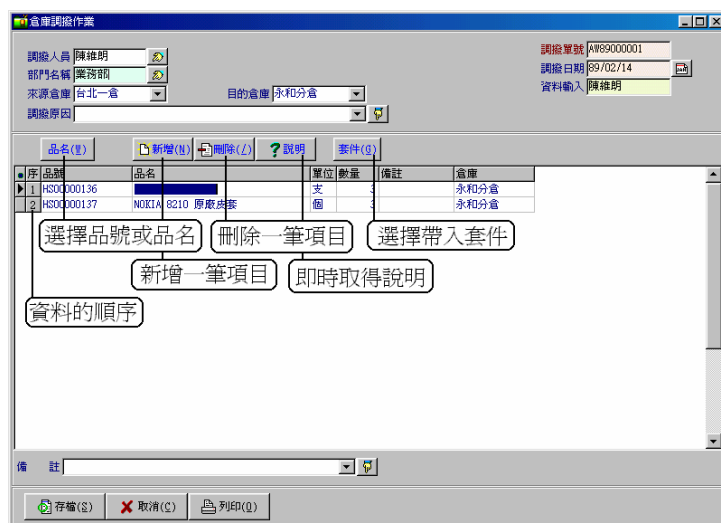 倉庫調撥作業
調撥人員 陳維朗
調撥單號 AW89000001
部門名稱 業務部
調撥日期 89/02/14
來源倉庫 台北一倉 目的倉庫 永和分倉
資料輸入 陳維朗
調撥原因
品名(M) 新增(N) 刪除(/) 說明 套件(G)
序 品號 品名 單位 數量 備註 倉庫
1 HS00000136 支 3 永和分倉
2 HS00000137 NOKIA 8210 原廠皮套 個 3 永和分倉
選擇品號或品名 刪除一筆項目 選擇帶入套件
新增一筆項目 即時取得說明
資料的順序
備 註
存檔(S) 取消(C) 列印(O)